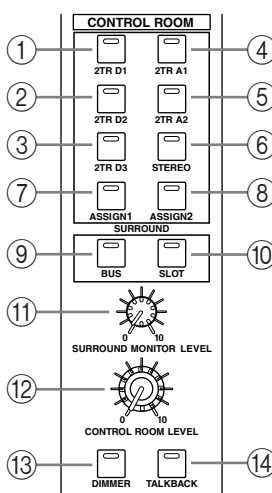 CONTROL ROOM
1 4
2TR D1 2TR A1
2 5
2TR D2 2TR A2
3 6
2TR D3 STEREO
7 8
ASSIGN1 ASSIGN2
SURROUND
9 10
BUS SLOT
11
0 10
SURROUND MONITOR LEVEL
12
0 10
CONTROL ROOM LEVEL
13 14
DIMMER TALKBACK